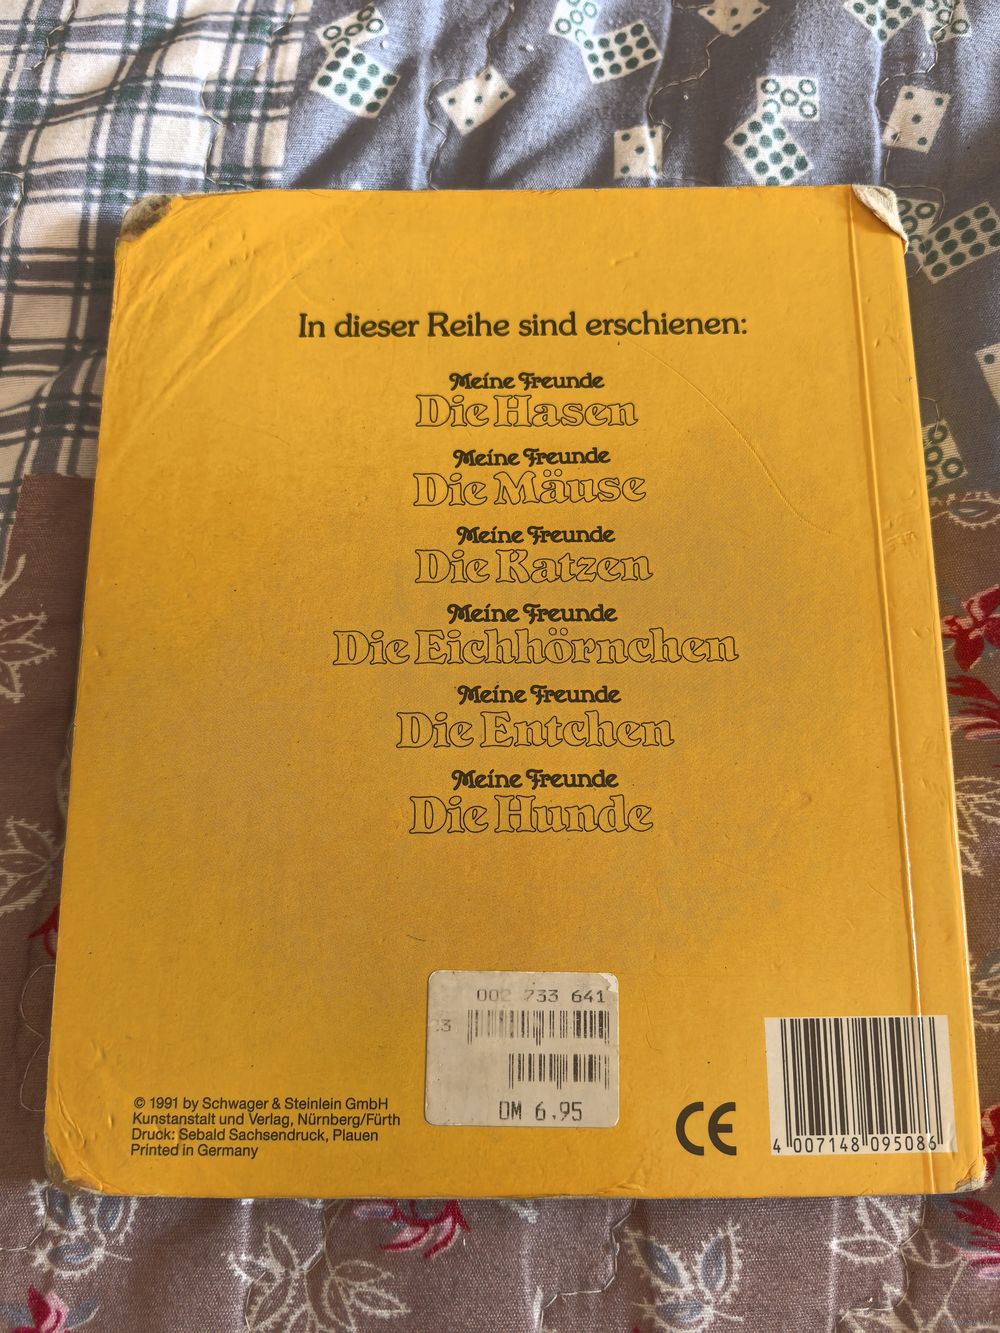 In dieser Reihe sind erschienen:
Meine Freunde
Die Hasen
Meine Freunde
Die Mäuse
Meine Freunde
Die Katzen
Meine Freunde
Die Eichhörnchen
Meine Freunde
Die Entchen
Meine Freunde
Die Hunde
002 733 641
DM 6.95
© 1991 by Schwager & Steinlein GmbH
Kunstanstalt und Verlag, Nürnberg/Fürth
Druck: Sebald Sachsendruck, Plauen
Printed in Germany
CE
4 007148 095086